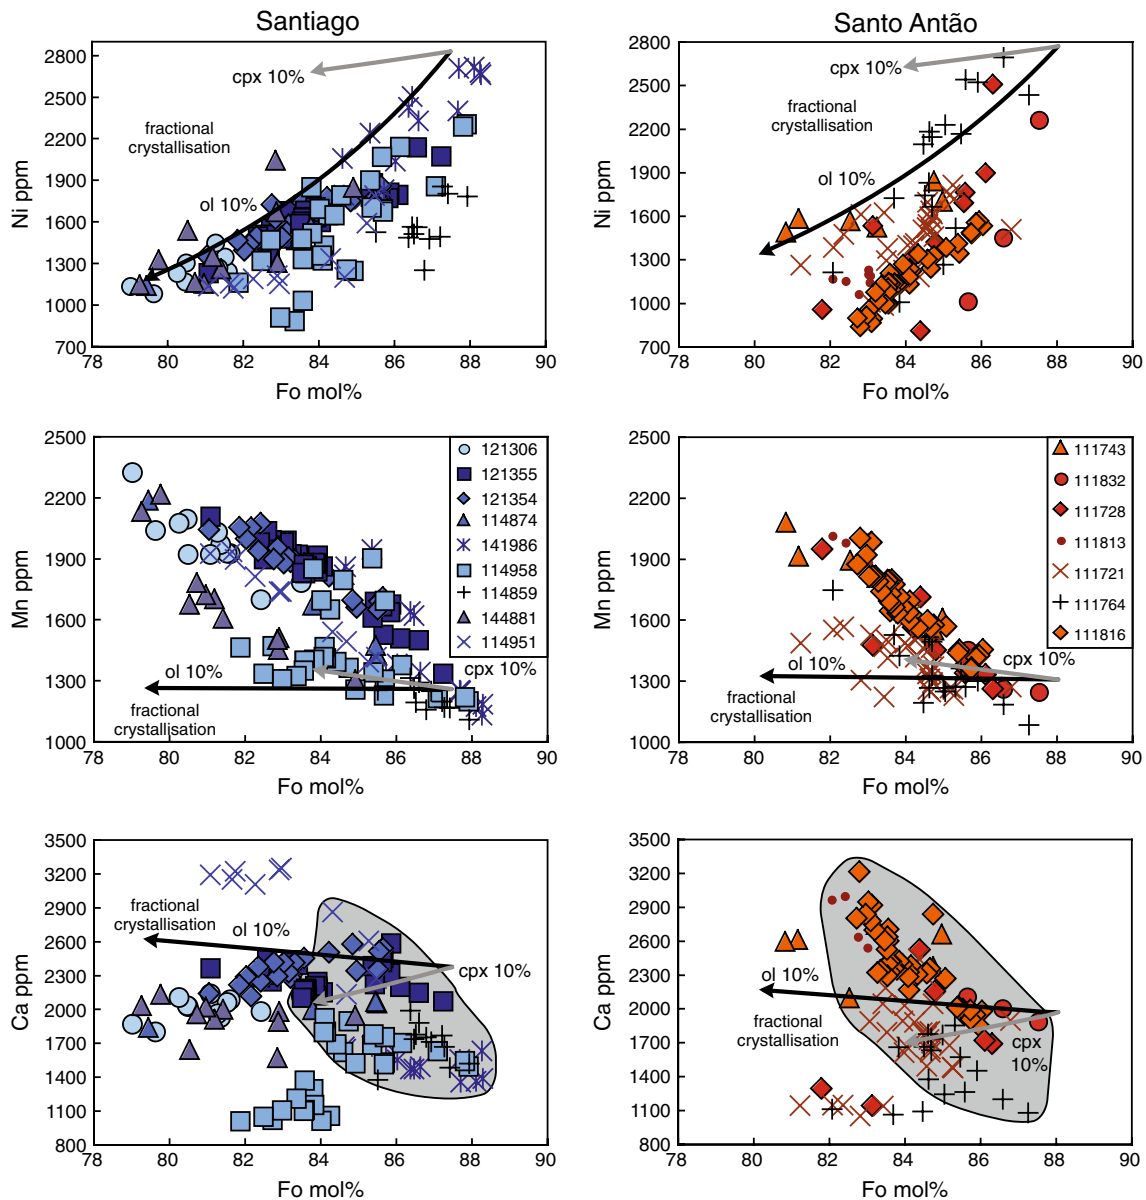 Santiago
Santo Antão
2800
2500
2200
1900
1600
1300
1000
700
Ni ppm
cpx 10%
fractional
crystallisation
ol 10%
78
80
82
84
86
88
90
Fo mol%
2800
2500
2200
1900
1600
1300
1000
700
Ni ppm
cpx 10%
fractional
crystallisation
ol 10%
78
80
82
84
86
88
90
Fo mol%
2500
2200
1900
1600
1300
1000
Mn ppm
121306
121355
121354
114874
141986
114958
114859
144881
114951
cpx 10%
ol 10%
fractional
crystallisation
78
80
82
84
86
88
90
Fo mol%
2500
2200
1900
1600
1300
1000
Mn ppm
111743
111832
111728
111813
111721
111764
111816
cpx 10%
ol 10%
fractional
crystallisation
78
80
82
84
86
88
90
Fo mol%
3500
3200
2900
2600
2300
2000
1700
1400
1100
800
Ca ppm
fractional
crystallisation
ol 10%
cpx 10%
78
80
82
84
86
88
90
Fo mol%
3500
3200
2900
2600
2300
2000
1700
1400
1100
800
Ca ppm
ol 10%
fractional
crystallisation
cpx
10%
78
80
82
84
86
88
90
Fo mol%